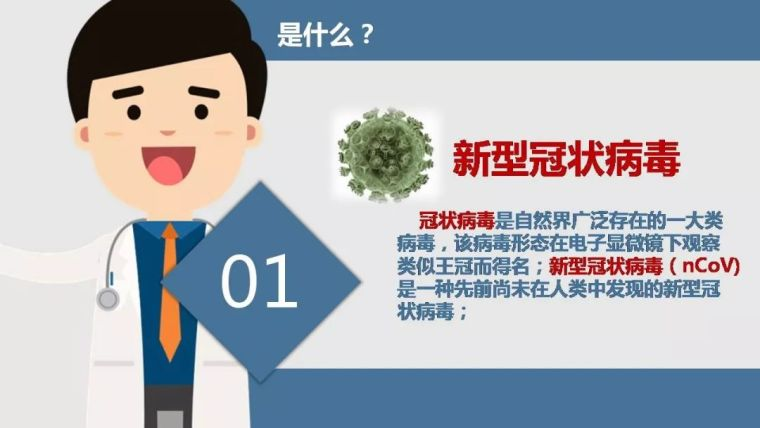 是什么？
新型冠状病毒
01
冠状病毒是自然界广泛存在的一大类
病毒，该病毒形态在电子显微镜下观察
类似王冠而得名；新型冠状病毒（nCoV)
是一种先前尚未在人类中发现的新型冠
状病毒；